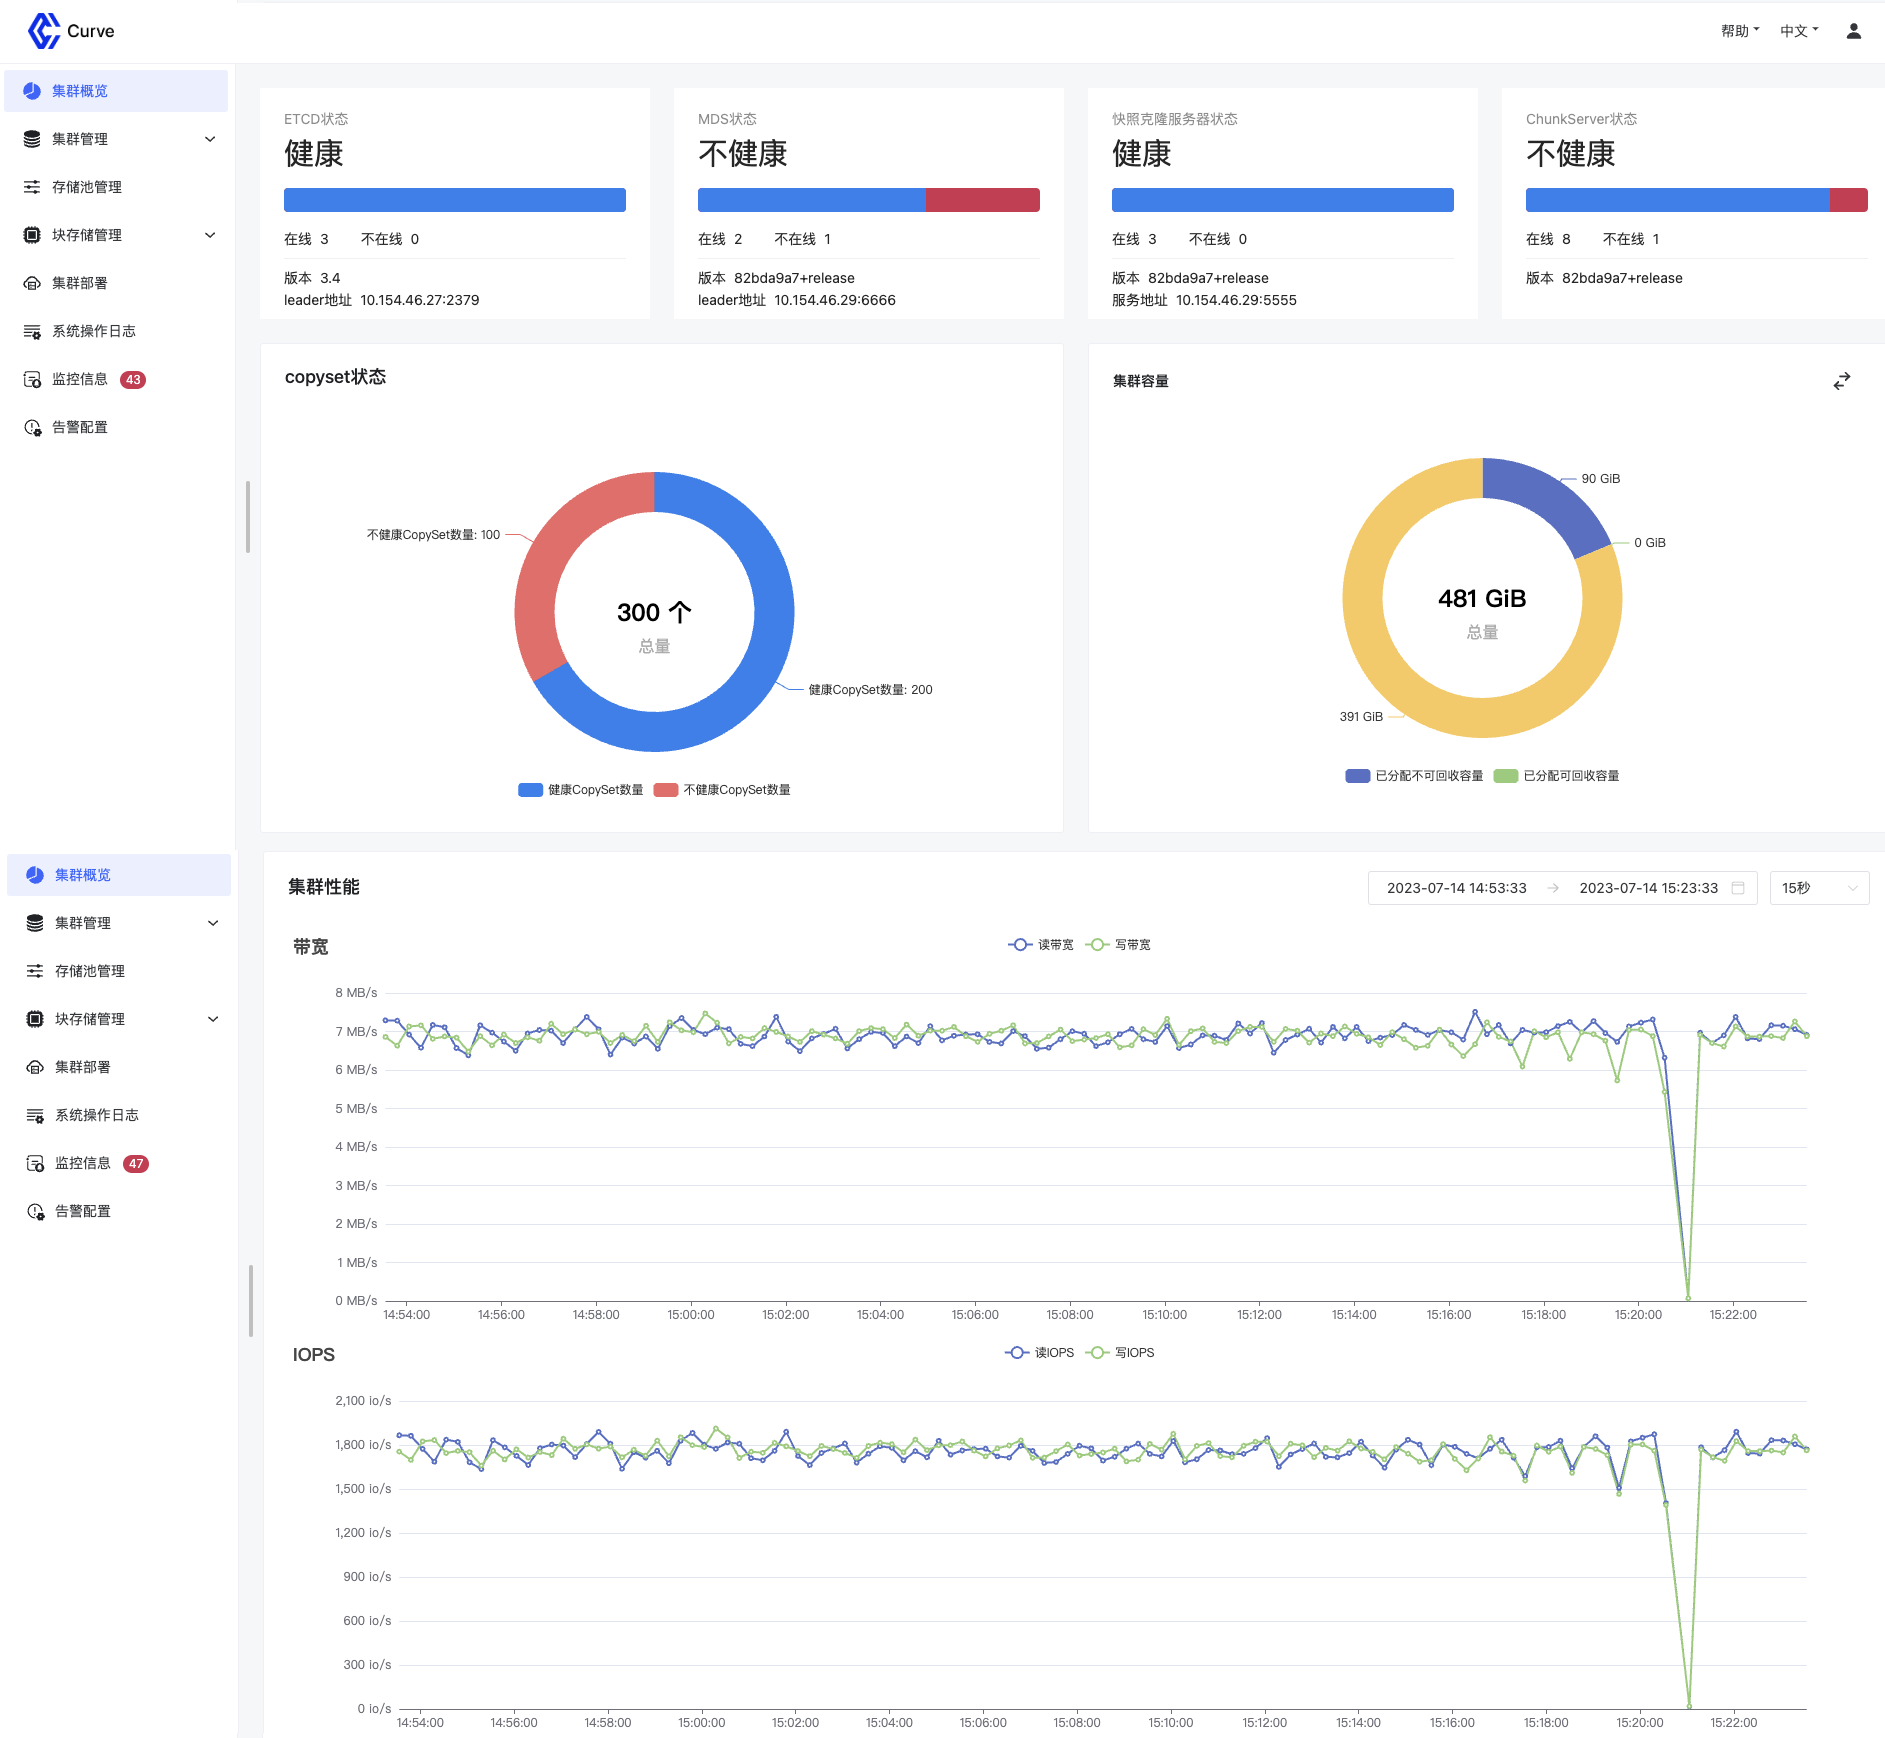 Curve
帮助
中文
集群概览
集群管理
存储池管理
块存储管理
集群部署
系统操作日志
监控信息 43
告警配置
ETCD状态
健康
在线 3 不在线 0
版本 3.4
leader地址 10.154.46.27:2379
MDS状态
不健康
在线 2 不在线 1
版本 82bda9a7+release
leader地址 10.154.46.29:6666
快照克隆服务器状态
健康
在线 3 不在线 0
版本 82bda9a7+release
服务地址 10.154.46.29:5555
ChunkServer状态
不健康
在线 8 不在线 1
版本 82bda9a7+release
copyset状态
不健康CopySet数量: 100
300 个
总量
健康CopySet数量: 200
健康CopySet数量 不健康CopySet数量
集群容量
90 GiB
0 GiB
481 GiB
总量
391 GiB
已分配不可回收容量 已分配可回收容量
集群概览
集群管理
存储池管理
块存储管理
集群部署
系统操作日志
监控信息 47
告警配置
集群性能
2023-07-14 14:53:33 → 2023-07-14 15:23:33
15秒
带宽
读带宽 写带宽
8 MB/s
7 MB/s
6 MB/s
5 MB/s
4 MB/s
3 MB/s
2 MB/s
1 MB/s
0 MB/s
14:54:00 14:56:00 14:58:00 15:00:00 15:02:00 15:04:00 15:06:00 15:08:00 15:10:00 15:12:00 15:14:00 15:16:00 15:18:00 15:20:00 15:22:00
IOPS
读IOPS 写IOPS
2,100 io/s
1,800 io/s
1,500 io/s
1,200 io/s
900 io/s
600 io/s
300 io/s
0 io/s
14:54:00 14:56:00 14:58:00 15:00:00 15:02:00 15:04:00 15:06:00 15:08:00 15:10:00 15:12:00 15:14:00 15:16:00 15:18:00 15:20:00 15:22:00